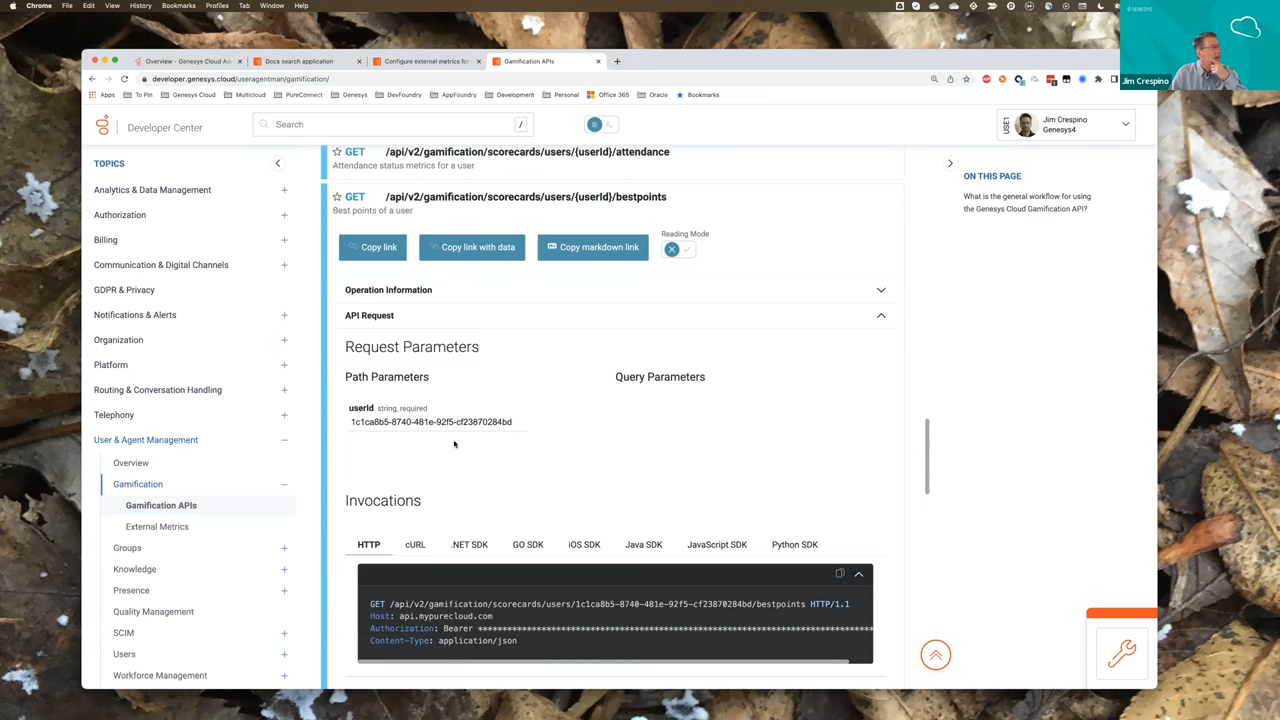 Chrome File Edit View History Bookmarks Profiles Tab Window Help
GENESYS
Jim Crespino
Overview - Genesys Cloud Ad
Docs search application
Configure external metrics for
Gamification APIs
developer.genesys.cloud/useragentman/gamification/
Apps To Pin Genesys Cloud Multicloud PureConnect Genesys DevFoundry AppFoundry Development Personal Office 365 Oracle Bookmarks
Developer Center
Search
/
USE1
Jim Crespino
Genesys4
TOPICS
Analytics & Data Management
Authorization
Billing
Communication & Digital Channels
GDPR & Privacy
Notifications & Alerts
Organization
Platform
Routing & Conversation Handling
Telephony
User & Agent Management
Overview
Gamification
Gamification APIs
External Metrics
Groups
Knowledge
Presence
Quality Management
SCIM
Users
Workforce Management
GET /api/v2/gamification/scorecards/users/{userId}/attendance
Attendance status metrics for a user
GET /api/v2/gamification/scorecards/users/{userId}/bestpoints
Best points of a user
Copy link
Copy link with data
Copy markdown link
Reading Mode
Operation Information
API Request
Request Parameters
Path Parameters
Query Parameters
userId string, required
1c1ca8b5-8740-481e-92f5-cf23870284bd
Invocations
HTTP cURL .NET SDK GO SDK iOS SDK Java SDK JavaScript SDK Python SDK
GET /api/v2/gamification/scorecards/users/1c1ca8b5-8740-481e-92f5-cf23870284bd/bestpoints HTTP/1.1
Host: api.mypurecloud.com
Authorization: Bearer **********************************************************************
Content-Type: application/json
ON THIS PAGE
What is the general workflow for using
the Genesys Cloud Gamification API?